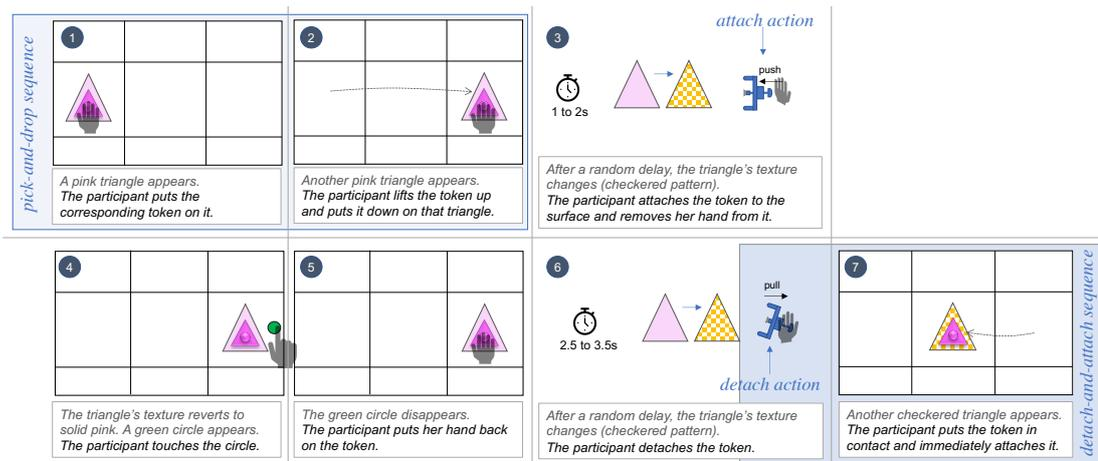 pick-and-drop sequence
1
A pink triangle appears.
The participant puts the
corresponding token on it.
2
Another pink triangle appears.
The participant lifts the token up
and puts it down on that triangle.
3
attach action
push
1 to 2s
After a random delay, the triangle's texture
changes (checkered pattern).
The participant attaches the token to the
surface and removes her hand from it.
4
The triangle's texture reverts to
solid pink. A green circle appears.
The participant touches the circle.
5
The green circle disappears.
The participant puts her hand back
on the token.
6
pull
2.5 to 3.5s
detach action
After a random delay, the triangle's texture
changes (checkered pattern).
The participant detaches the token.
7
Another checkered triangle appears.
The participant puts the token in
contact and immediately attaches it.
detach-and-attach sequence